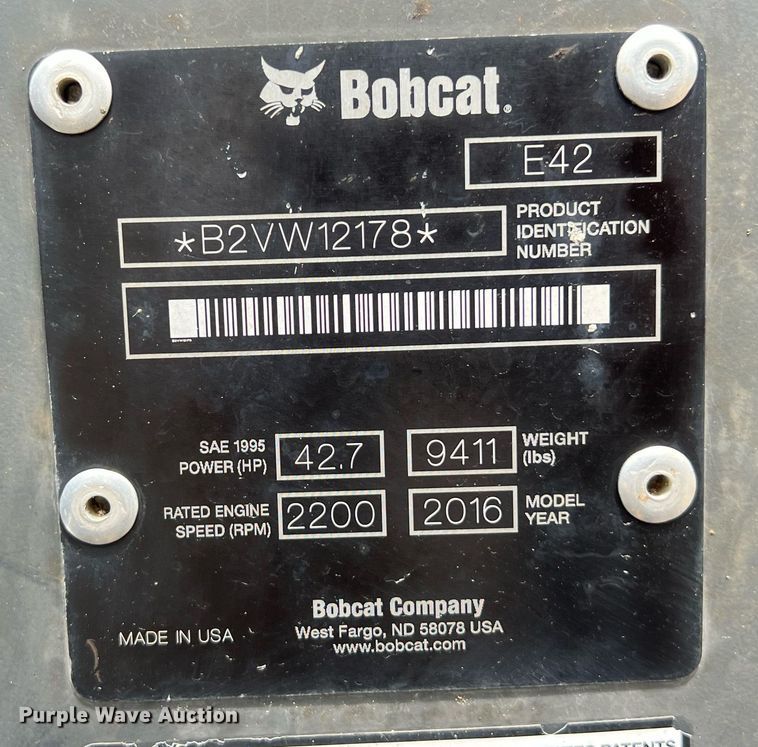 Bobcat®
E42
*B2VW12178*
PRODUCT
IDENTIFICATION
NUMBER
SAE 1995
POWER (HP)
42.7
9411
WEIGHT
(lbs)
RATED ENGINE
SPEED (RPM)
2200
2016
MODEL
YEAR
MADE IN USA
Bobcat Company
West Fargo, ND 58078 USA
www.bobcat.com
Purple Wave Auction
PATENTS